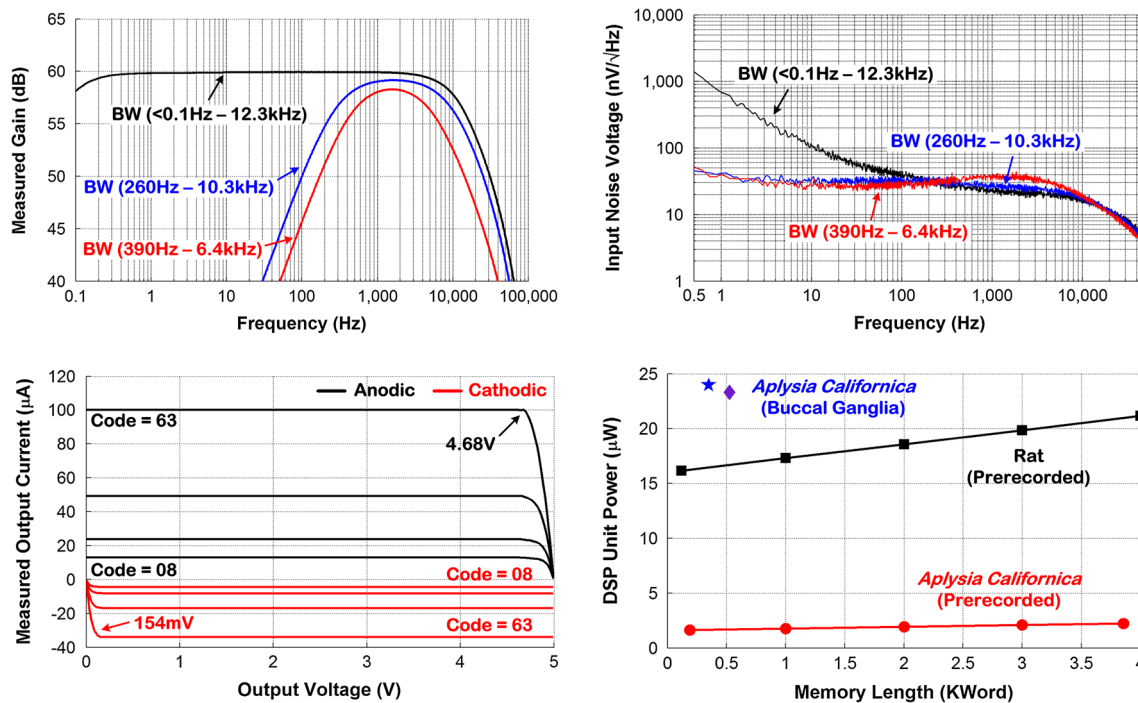 Measured Gain (dB)
65
60
55
50
45
40
BW (<0.1Hz – 12.3kHz)
BW (260Hz – 10.3kHz)
BW (390Hz – 6.4kHz)
0.1
1
10
100
1,000
10,000
100,000
Frequency (Hz)
Input Noise Voltage (nV/√Hz)
10,000
1,000
100
10
1
BW (<0.1Hz – 12.3kHz)
BW (260Hz – 10.3kHz)
BW (390Hz – 6.4kHz)
0.5
1
10
100
1,000
10,000
Frequency (Hz)
Measured Output Current (μA)
120
100
80
60
40
20
0
-20
-40
Anodic
Cathodic
Code = 63
4.68V
Code = 08
Code = 08
154mV
Code = 63
0
1
2
3
4
5
Output Voltage (V)
DSP Unit Power (μW)
25
20
15
10
5
0
Aplysia Californica
(Buccal Ganglia)
Rat
(Prerecorded)
Aplysia Californica
(Prerecorded)
0
0.5
1
1.5
2
2.5
3
3.5
4
Memory Length (KWord)